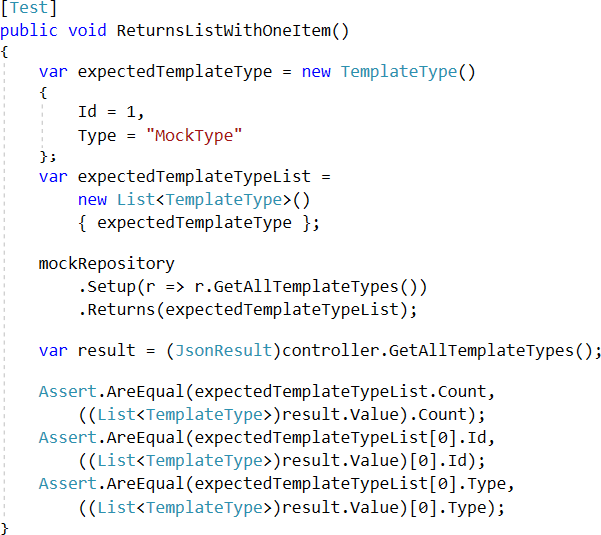 [Test]
public void ReturnsListWithOneItem()
{
    var expectedTemplateType = new TemplateType()
    {
        Id = 1,
        Type = "MockType"
    };
    var expectedTemplateTypeList =
        new List<TemplateType>()
        { expectedTemplateType };

    mockRepository
        .Setup(r => r.GetAllTemplateTypes())
        .Returns(expectedTemplateTypeList);

    var result = (JsonResult)controller.GetAllTemplateTypes();

    Assert.AreEqual(expectedTemplateTypeList.Count,
        ((List<TemplateType>)result.Value).Count);
    Assert.AreEqual(expectedTemplateTypeList[0].Id,
        ((List<TemplateType>)result.Value)[0].Id);
    Assert.AreEqual(expectedTemplateTypeList[0].Type,
        ((List<TemplateType>)result.Value)[0].Type);
}